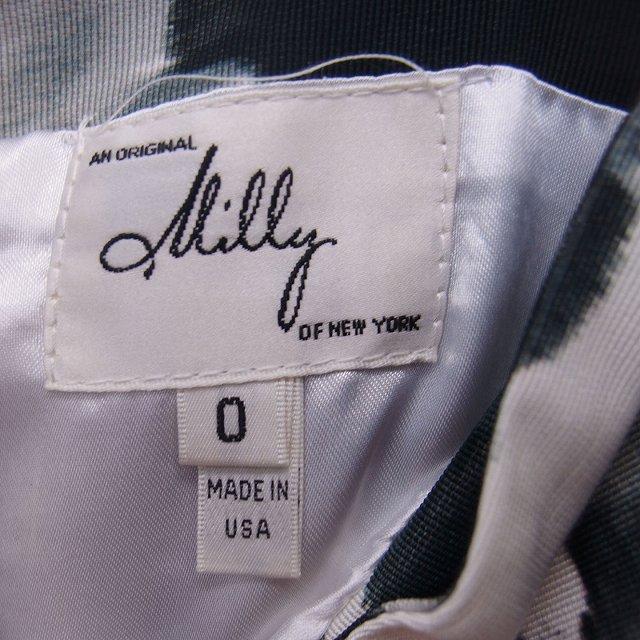 AN ORIGINAL
Milly
OF NEW YORK
0
MADE IN
USA